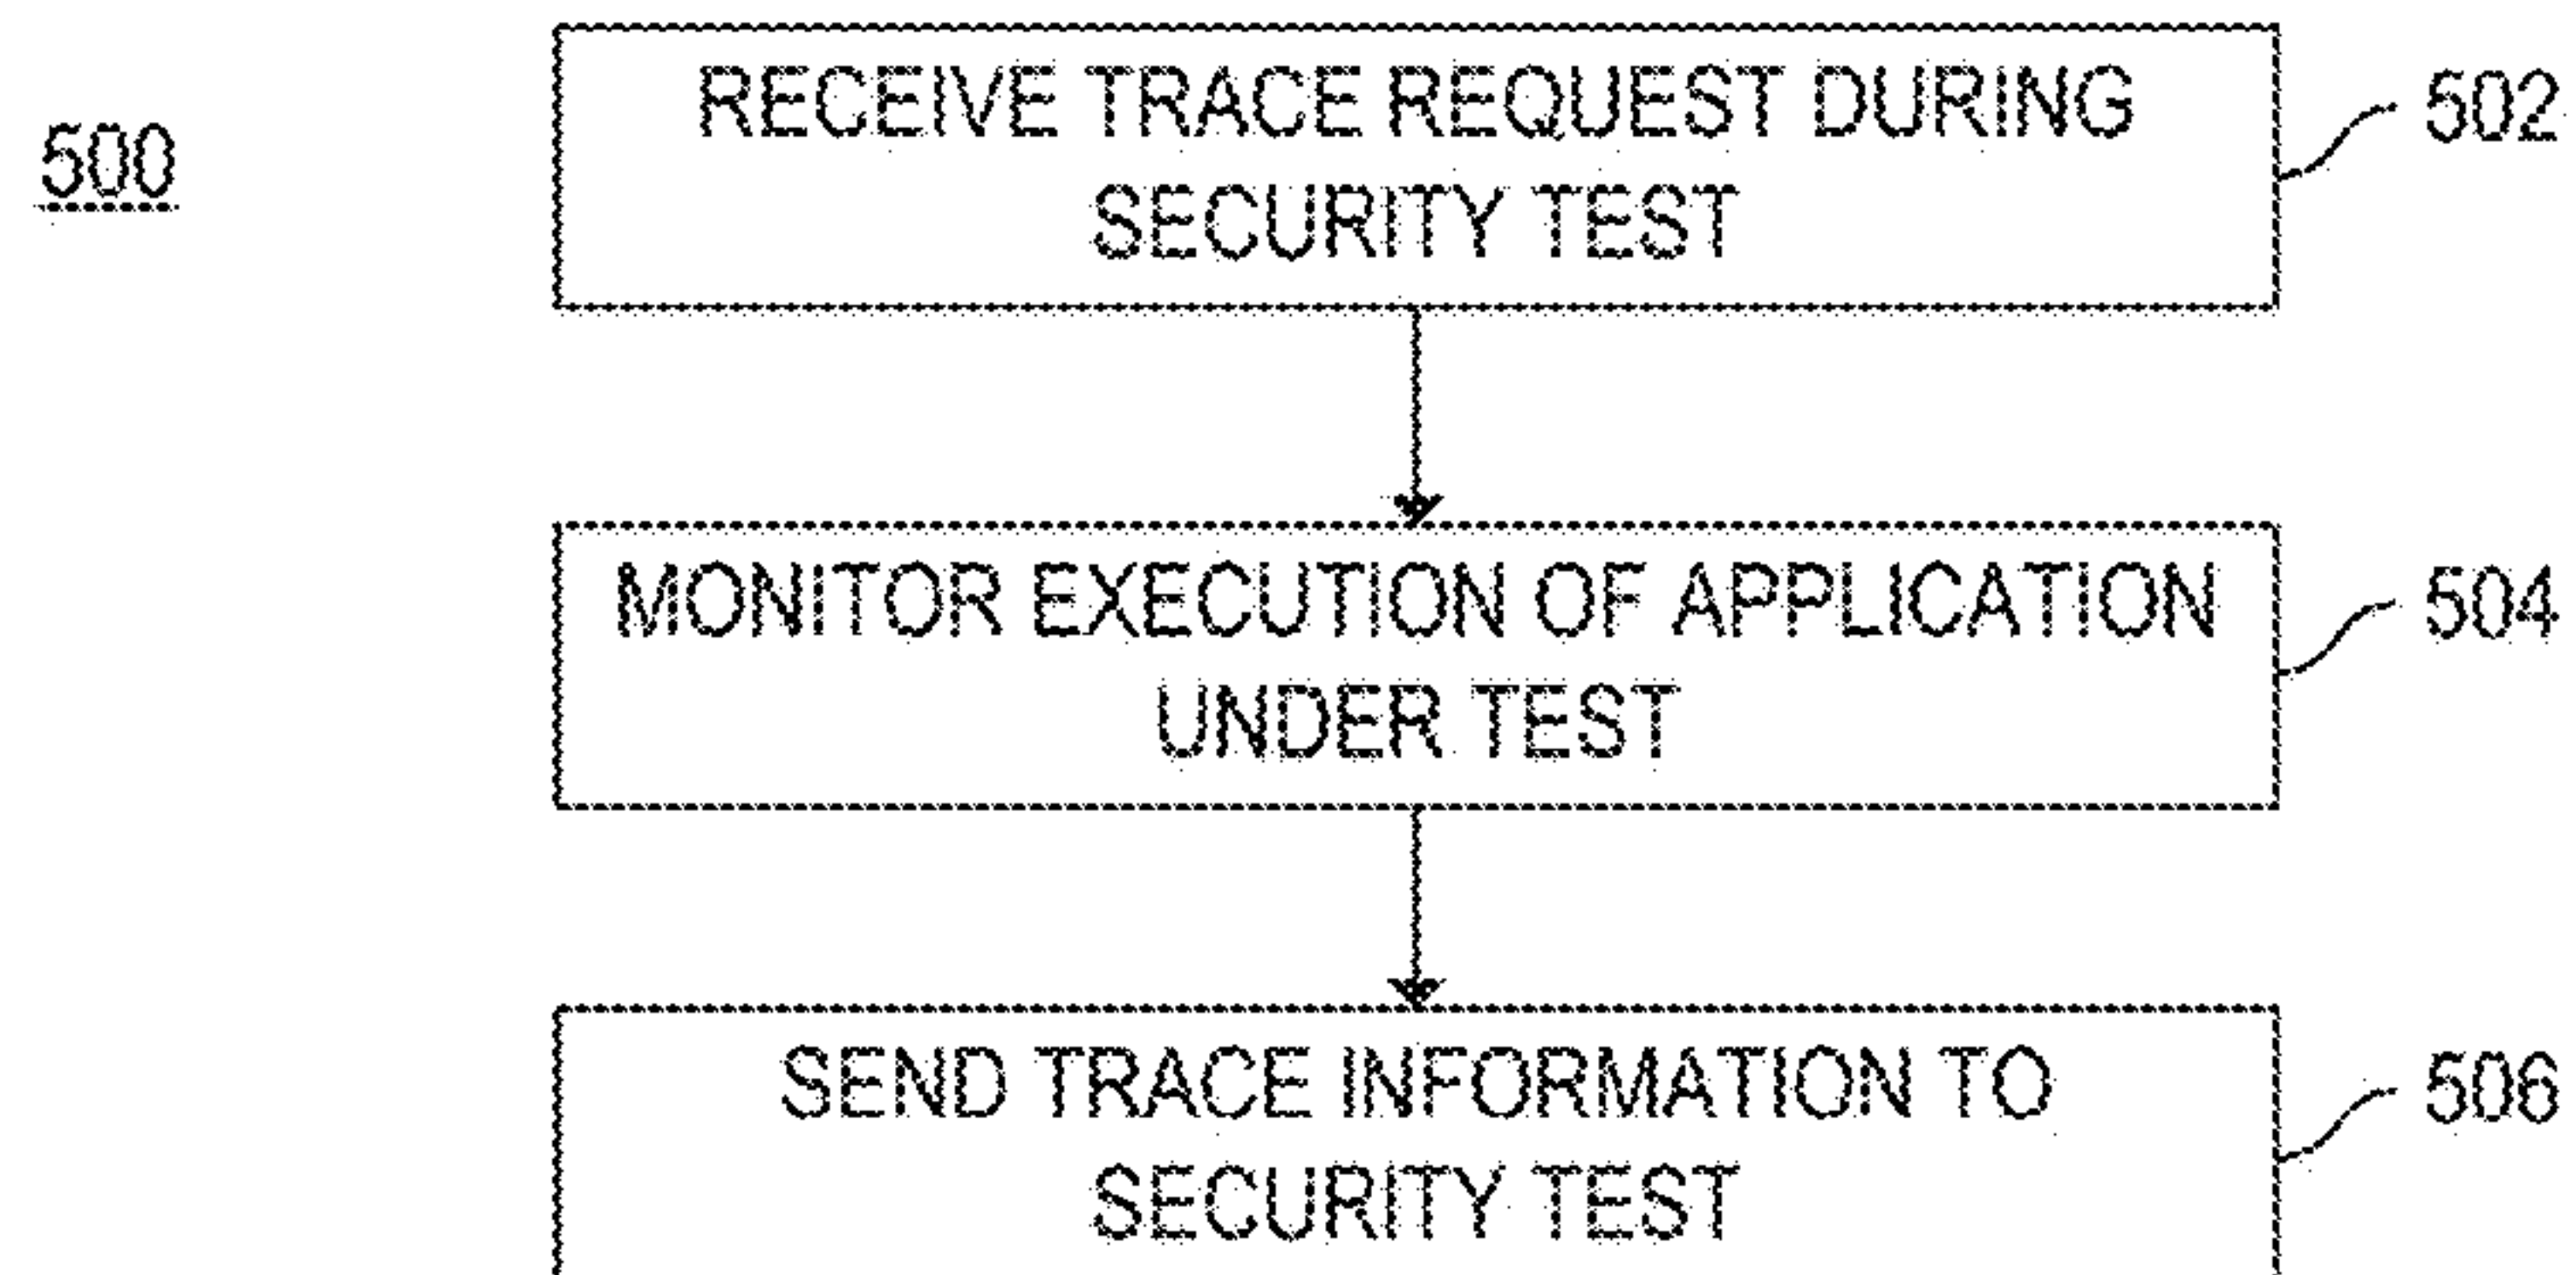 500
RECEIVE TRACE REQUEST DURING
SECURITY TEST
502
MONITOR EXECUTION OF APPLICATION
UNDER TEST
504
SEND TRACE INFORMATION TO
SECURITY TEST
506